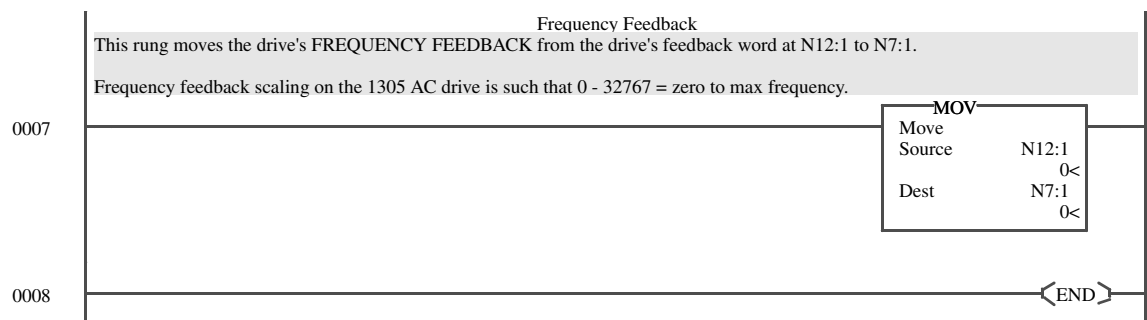 Frequency Feedback
This rung moves the drive's FREQUENCY FEEDBACK from the drive's feedback word at N12:1 to N7:1.
Frequency feedback scaling on the 1305 AC drive is such that 0 - 32767 = zero to max frequency.
0007
MOV
Move
Source N12:1
0<
Dest N7:1
0<
0008
END